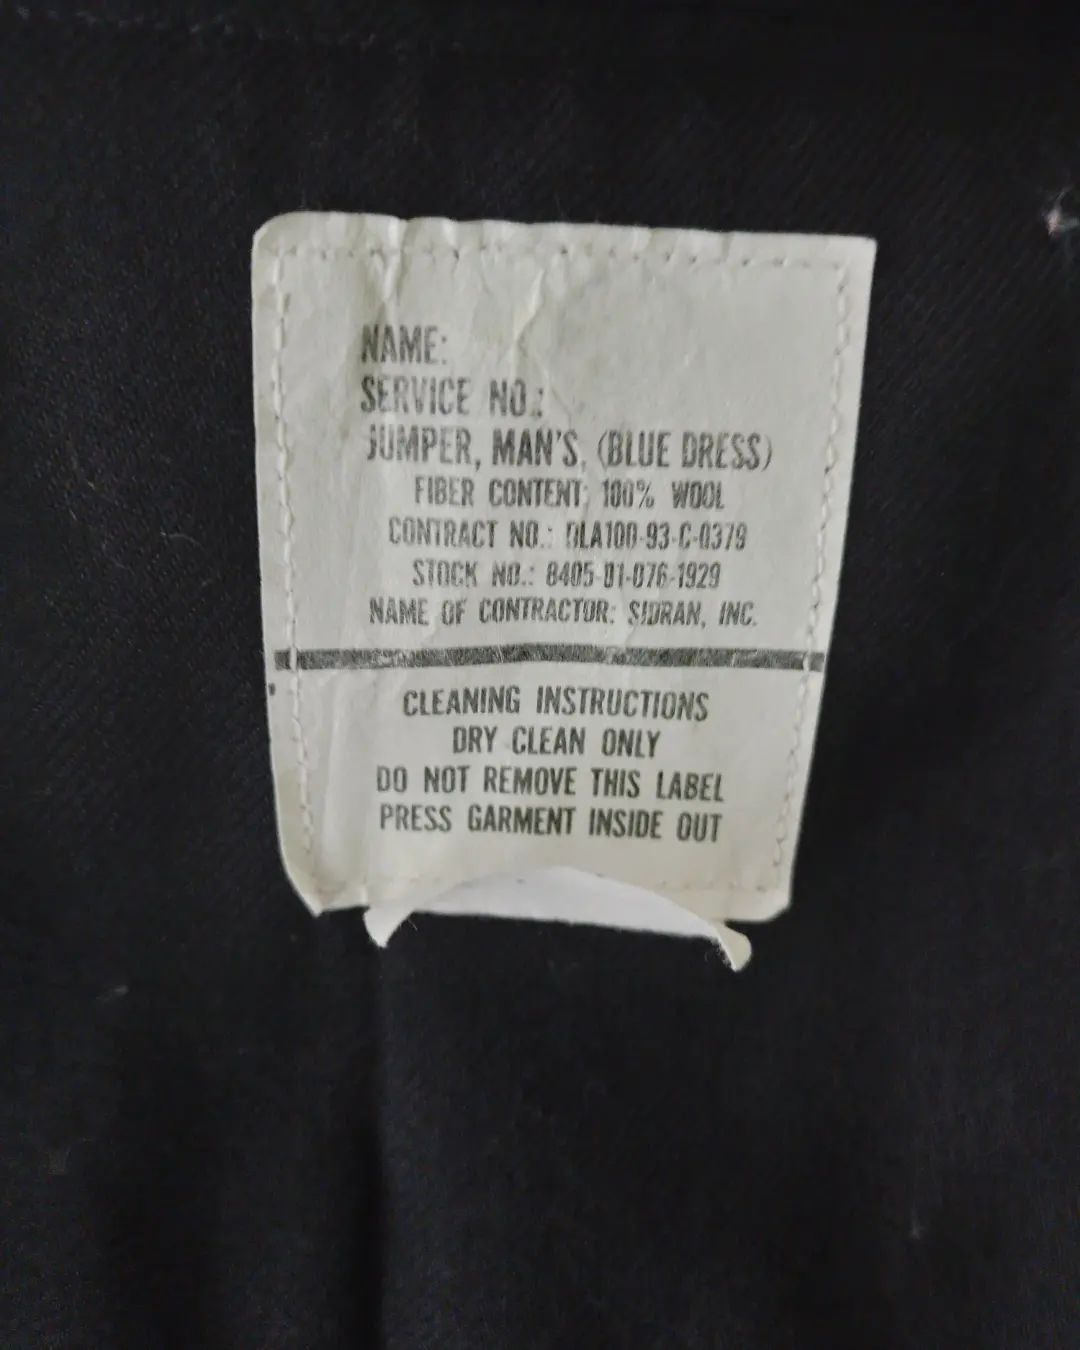 NAME:
SERVICE NO.:
JUMPER, MAN'S, (BLUE DRESS)
FIBER CONTENT: 100% WOOL
CONTRACT NO.: DLA100-93-C-0379
STOCK NO.: 8405-01-076-1929
NAME OF CONTRACTOR: SIDRAN, INC.
CLEANING INSTRUCTIONS
DRY CLEAN ONLY
DO NOT REMOVE THIS LABEL
PRESS GARMENT INSIDE OUT